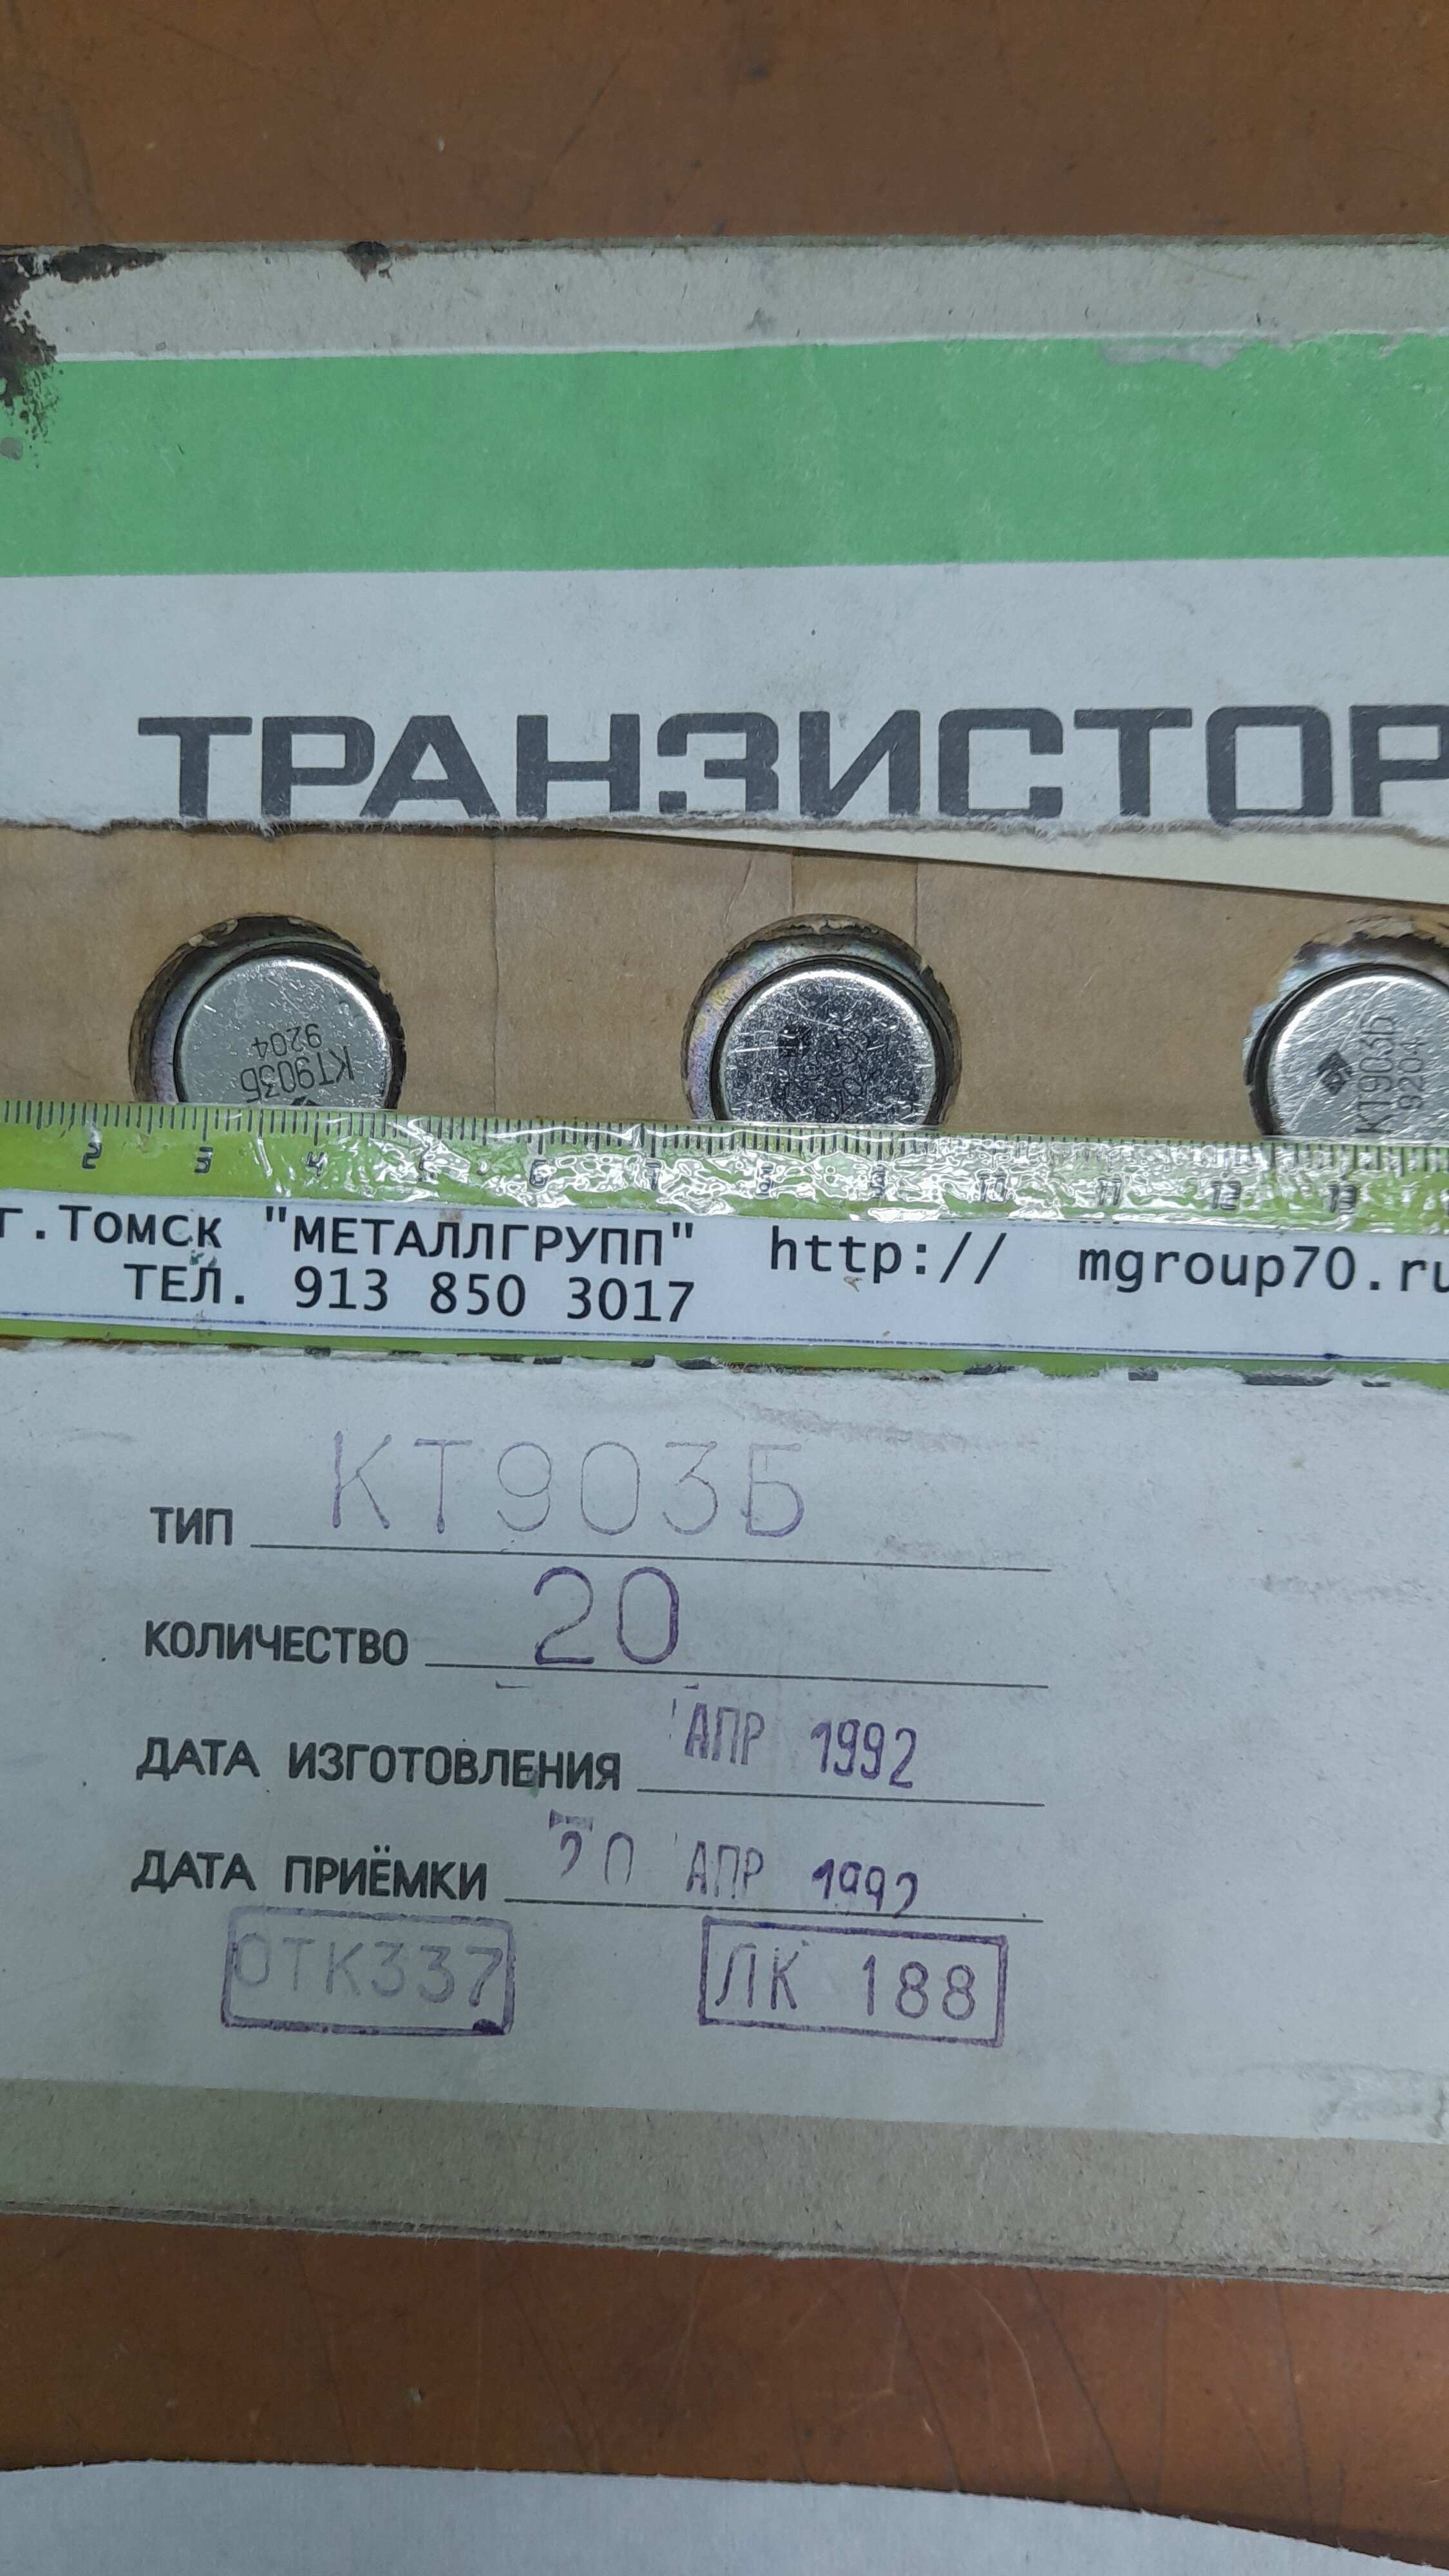 ТРАНЗИСТОР
КТ903Б
9204
КТ903Б
9204
2 3 4 5 6 7 8 9 10 11 12 13
г.Томск "МЕТАЛЛГРУПП" http:// mgroup70.ru
ТЕЛ. 913 850 3017
ТИП КТ903Б
КОЛИЧЕСТВО 20
ДАТА ИЗГОТОВЛЕНИЯ АПР 1992
ДАТА ПРИЁМКИ 20 АПР 1992
ОТК337 ЛК 188